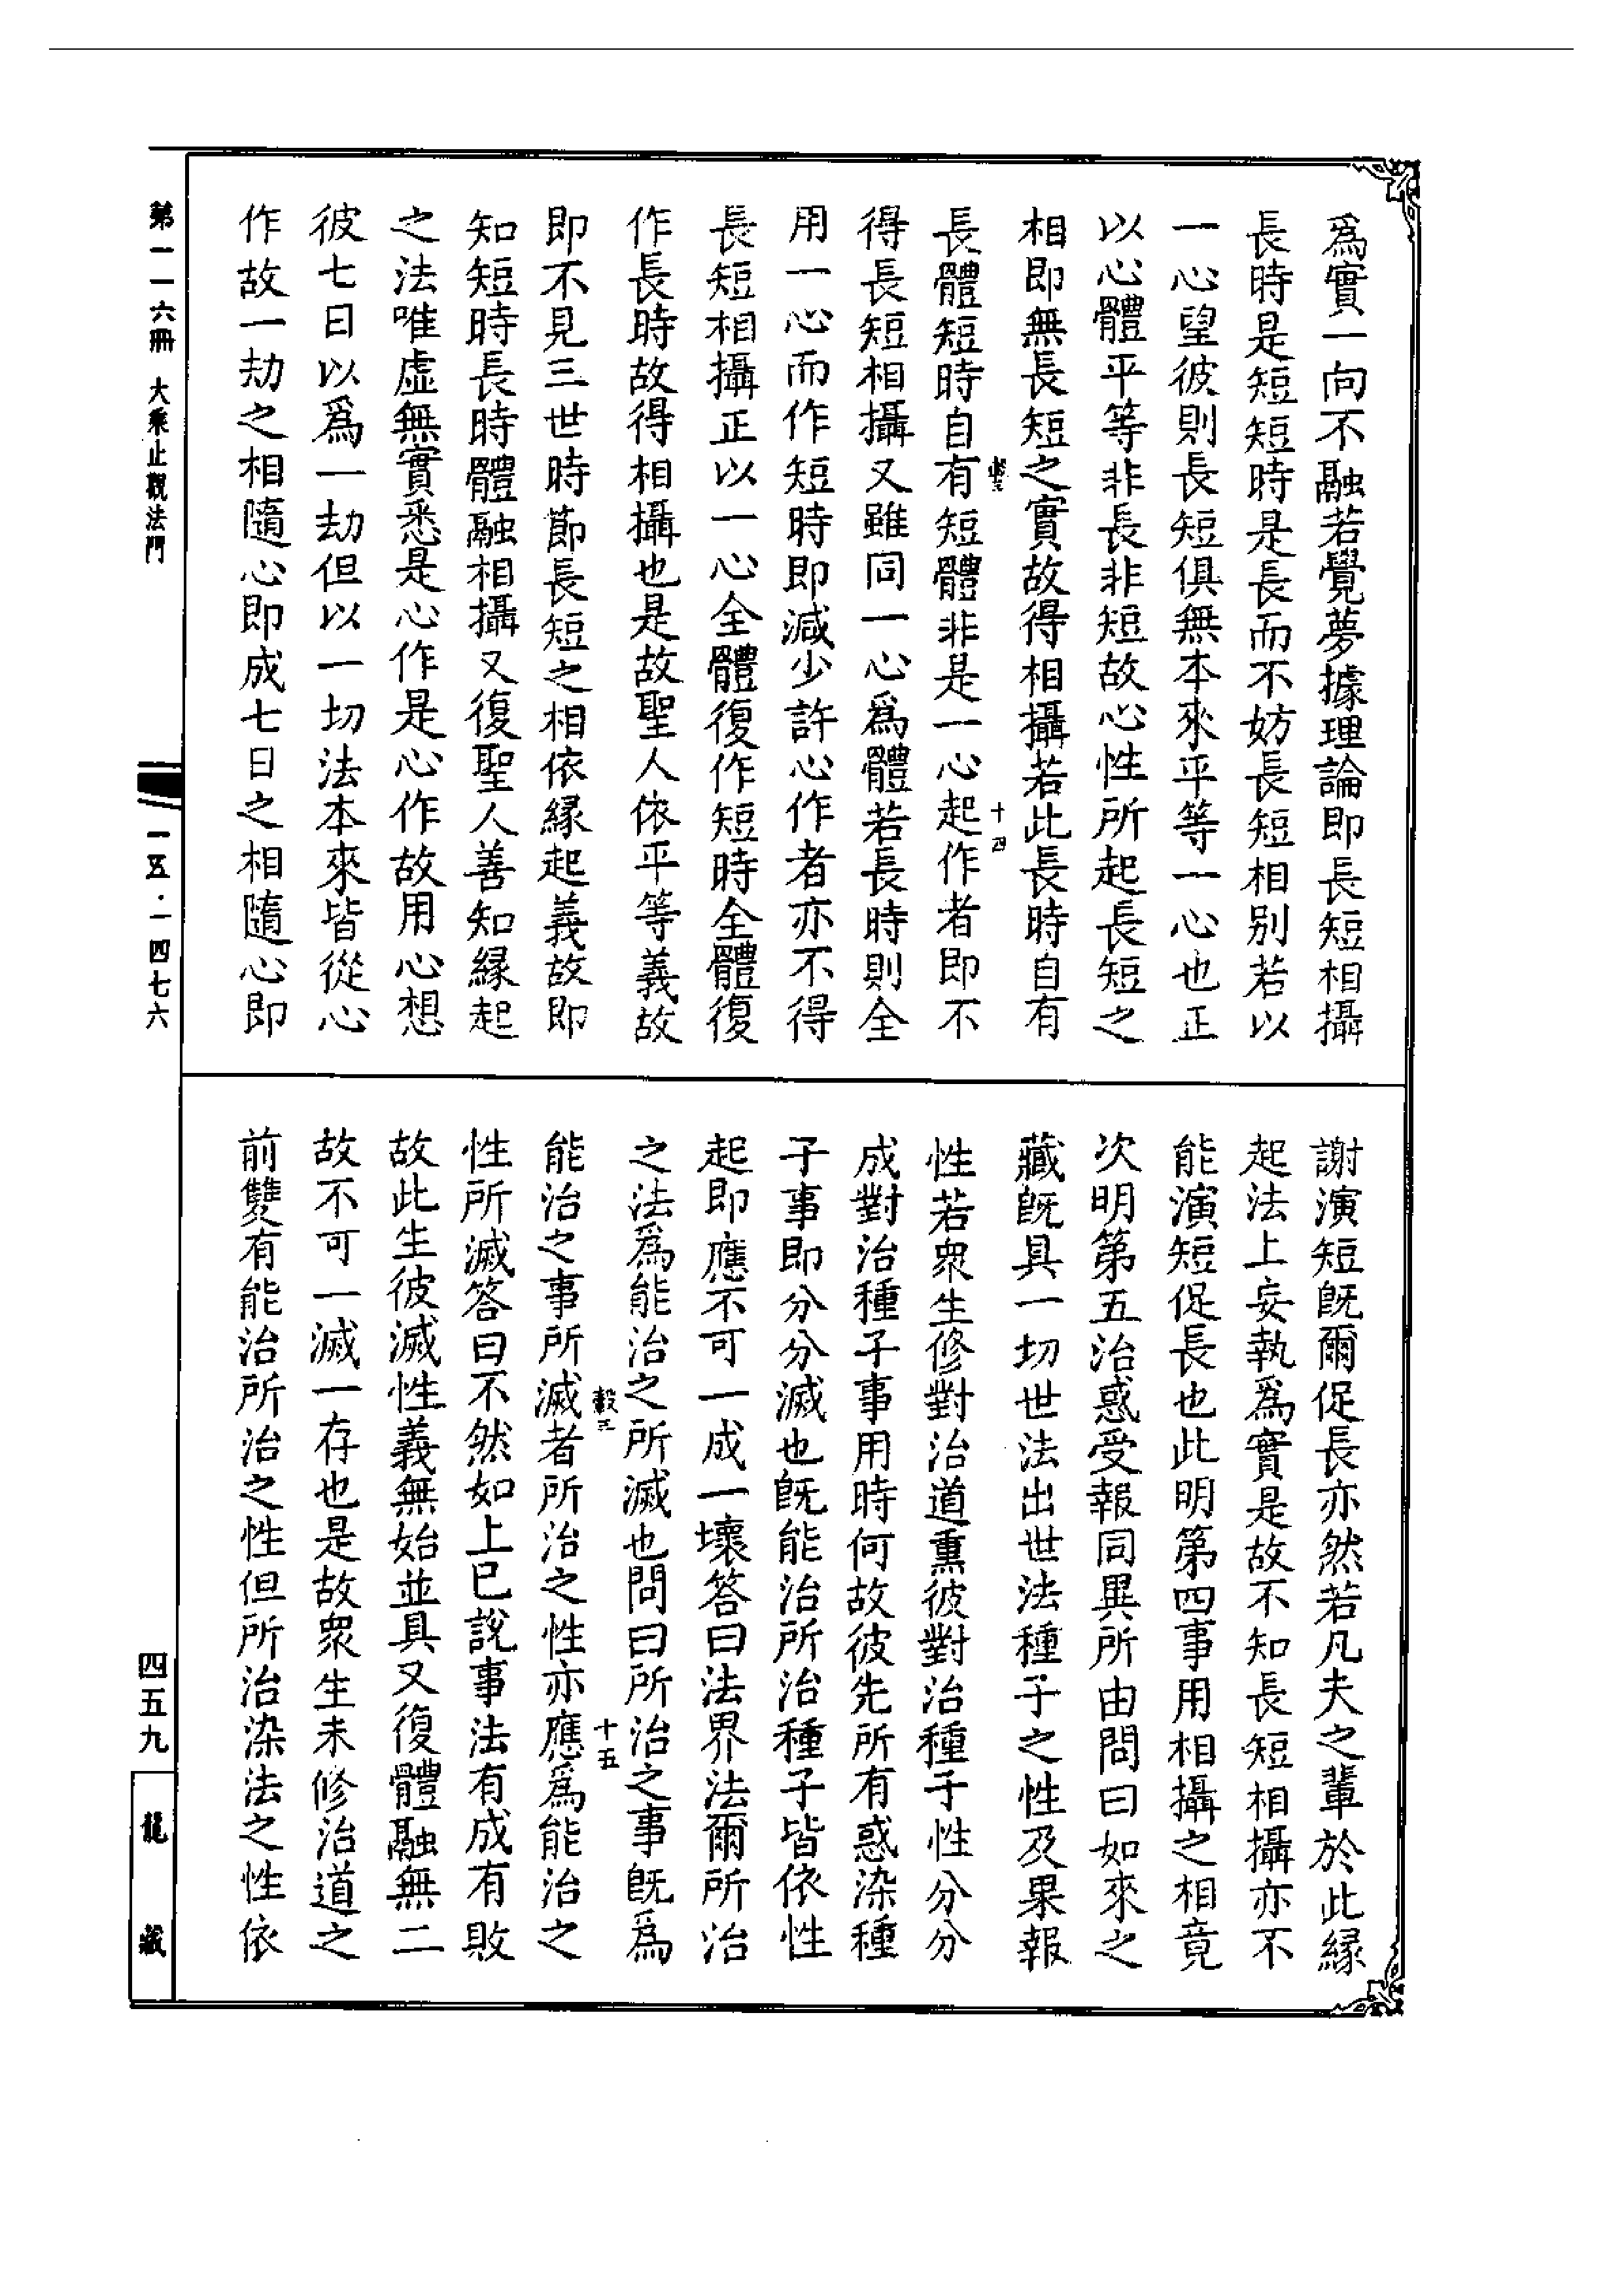 爲實一向不融若覺夢據理論即長短相攝
長時是短短時是長而不妨長短相別若以
一心望彼則長短俱無本來平等一心也正
以心體平等非長非短故心性所起長短之
相即無長短之實故得相攝若此長時自有
十四
長體短時自有短體非是一心起作者即不
得長短相攝又雖同一心爲體若長時則全
用一心而作短時即減少許心作者亦不得
長短相攝正以一心全體復作短時全體復
作長時故得相攝也是故聖人依平等義故
即不見三世時節長短之相依緣起義故即
知短時長時體融相攝又復聖人善知緣起
之法唯虛無實悉是心作是心作故用心想
彼七日以爲一劫但以一切法本來皆從心
作故一劫之相隨心即成七日之相隨心即
謝演短旣爾促長亦然若凡夫之輩於此緣
起法上妄執爲實是故不知長短相攝亦不
能演短促長也此明第四事用相攝之相竟
次明第五治惑受報同異所由問曰如來之
藏旣具一切世法出世法種子之性及果報
性若衆生修對治道熏彼對治種子性分分
成對治種子事用時何故彼先所有惑染種
子事即分分滅也旣能治所治種子皆依性
起即應不可一成一壞答曰法界法爾所治
之法爲能治之所滅也問曰所治之事旣爲
縠三
十五
能治之事所滅者所治之性亦應爲能治之
性所滅答曰不然如上已說事法有成有敗
故此生彼滅性義無始並具又復體融無二
故不可一滅一存也是故衆生未修治道之
前雙有能治所治之性但所治染法之性依
第一一六冊 大乘止觀法門
一五·一四七六
四五九
龍藏